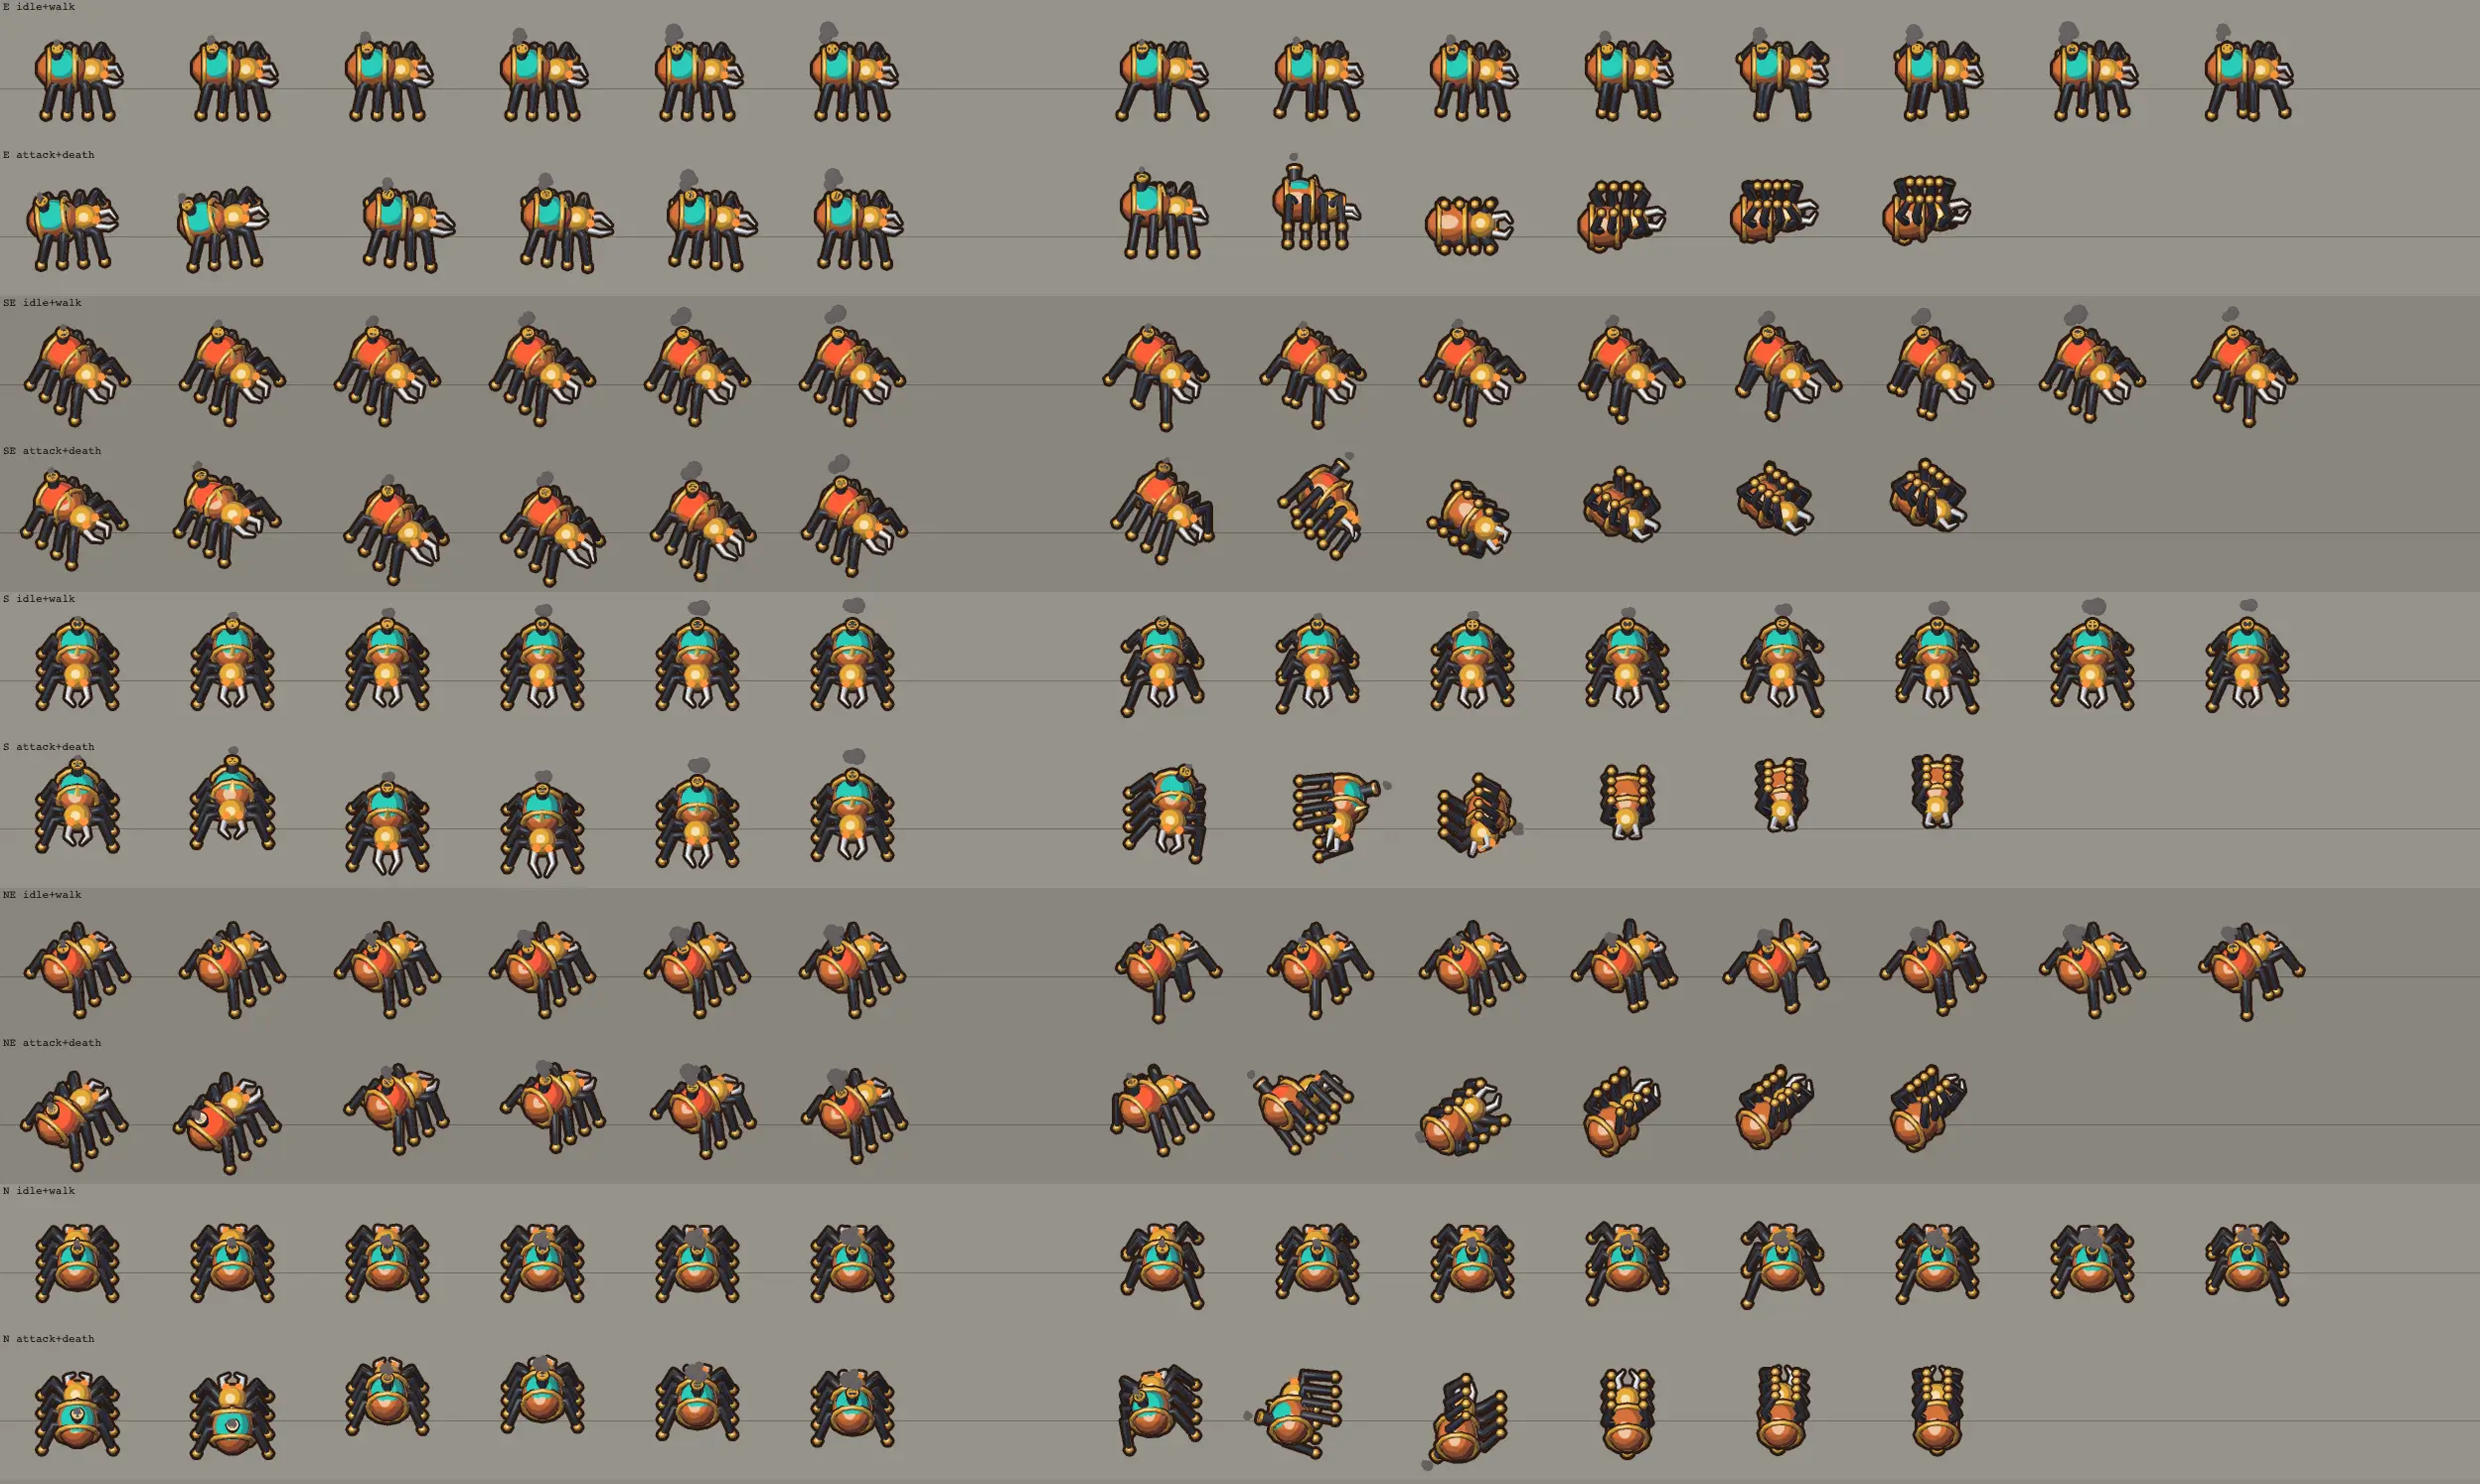 E idle+walk
E attack+death
SE idle+walk
SE attack+death
S idle+walk
S attack+death
NE idle+walk
NE attack+death
N idle+walk
N attack+death